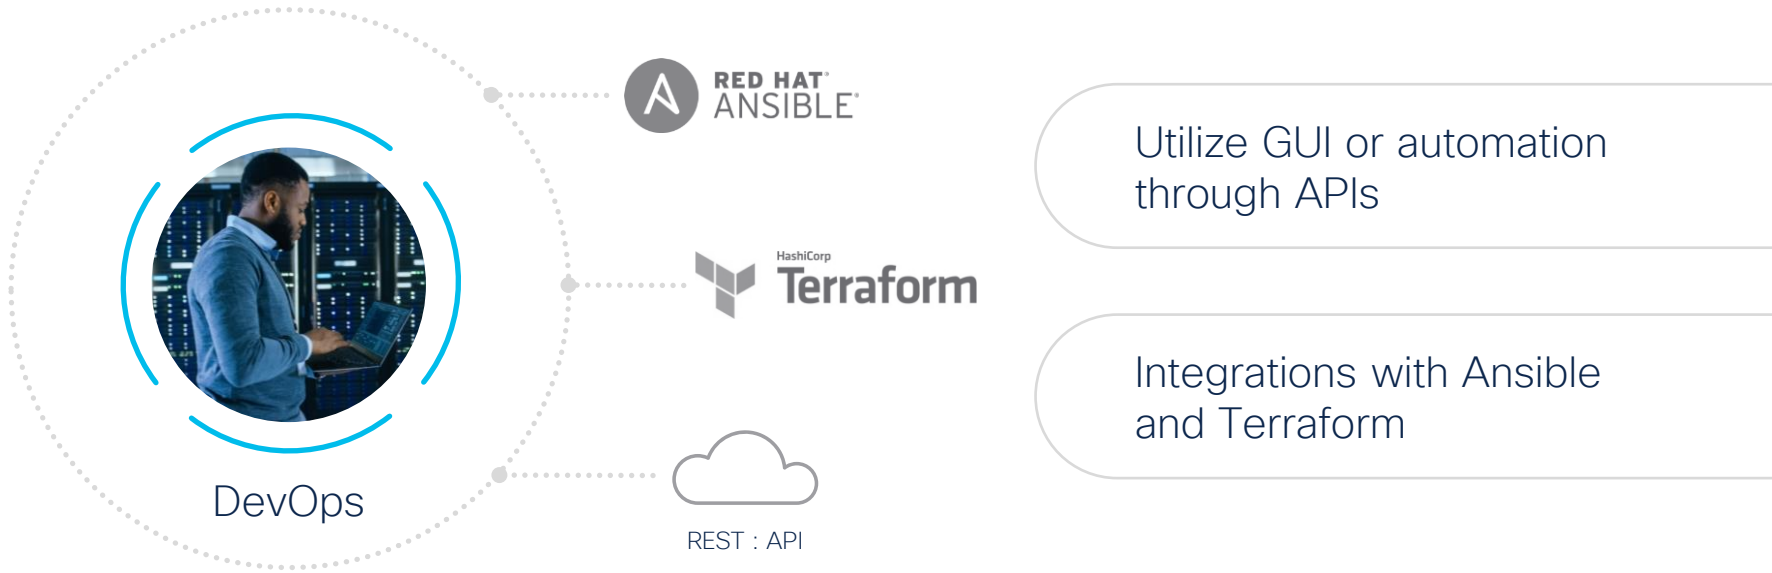 RED HAT
ANSIBLE
HashiCorp
Terraform
DevOps
REST : API
Utilize GUI or automation
through APIs
Integrations with Ansible
and Terraform